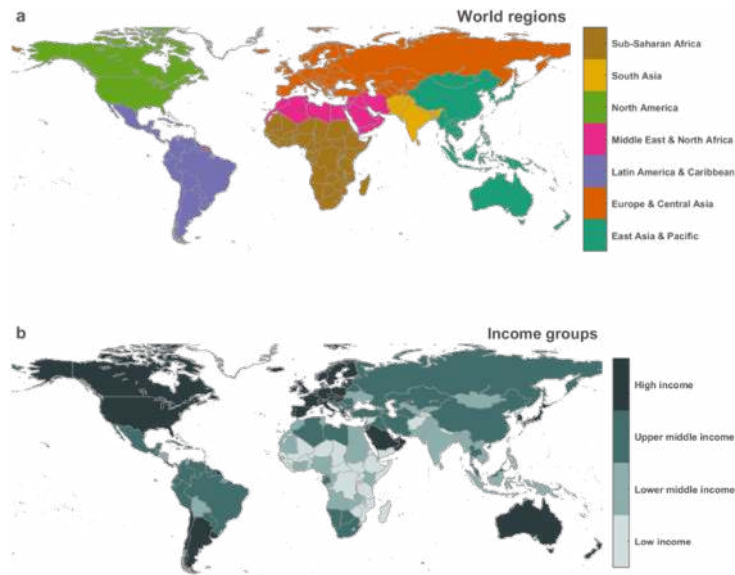 a
World regions
Sub-Saharan Africa
South Asia
North America
Middle East & North Africa
Latin America & Caribbean
Europe & Central Asia
East Asia & Pacific
b
Income groups
High income
Upper middle income
Lower middle income
Low income